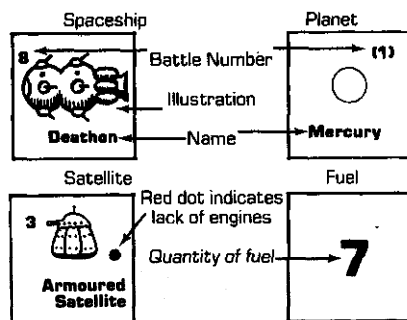 Spaceship
Planet
8
Battle Number
(1)
Illustration
Deathon
Name
Mercury
Satellite
Fuel
Red dot indicates
lack of engines
3
Quantity of fuel
7
Armoured
Satellite